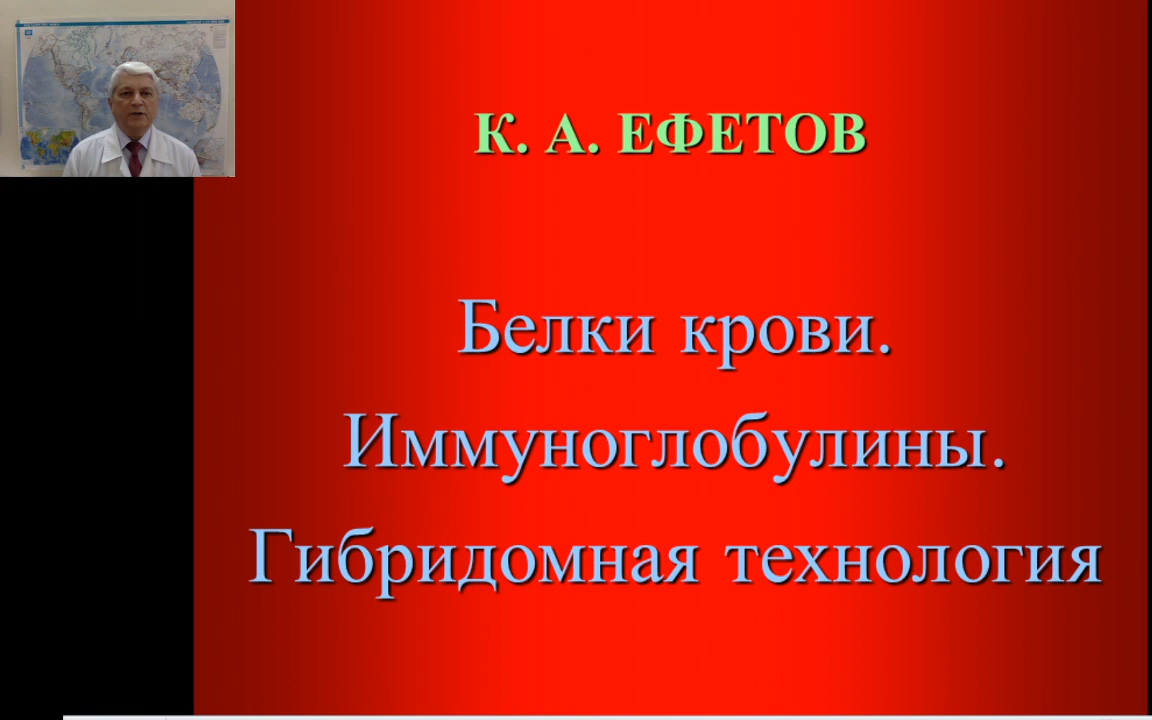 К. А. ЕФЕТОВ
Белки крови.
Иммуноглобулины.
Гибридомная технология